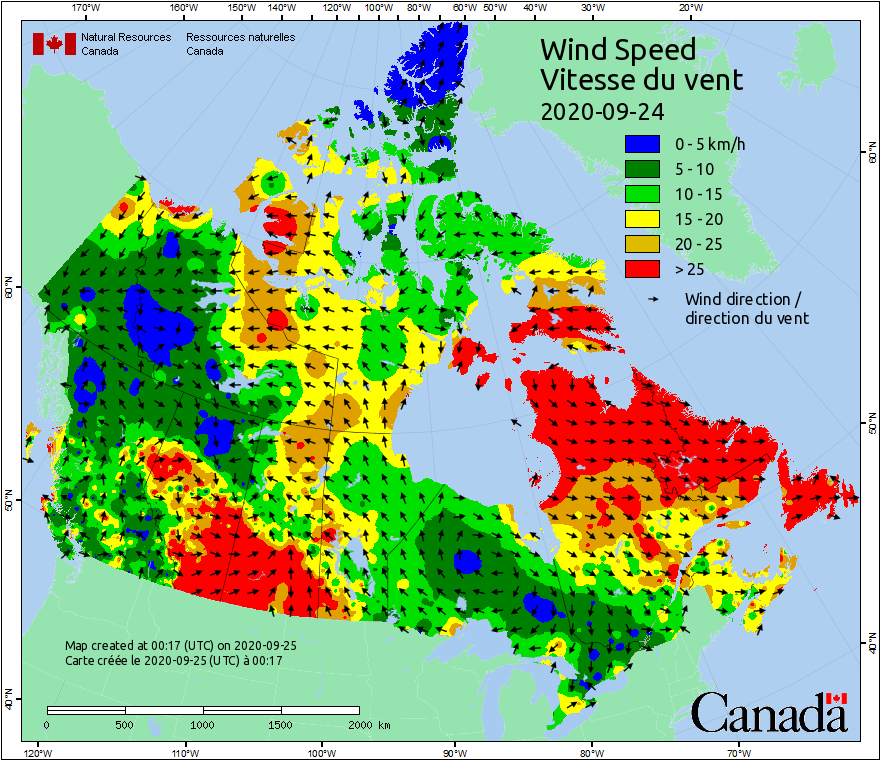 170°W 160°W 150°W 140°W 120°W 100°W 80°W 60°W 50°W 40°W 30°W 20°W
Natural Resources Ressources naturelles
Canada Canada
Wind Speed
Vitesse du vent
2020-09-24
0 - 5 km/h
5 - 10
10 - 15
15 - 20
20 - 25
> 25
Wind direction /
direction du vent
60°N
60°N
50°N
50°N
40°N
40°N
Map created at 00:17 (UTC) on 2020-09-25
Carte créée le 2020-09-25 (UTC) à 00:17
0 500 1000 1500 2000 km
Canada
120°W 110°W 100°W 90°W 80°W 70°W